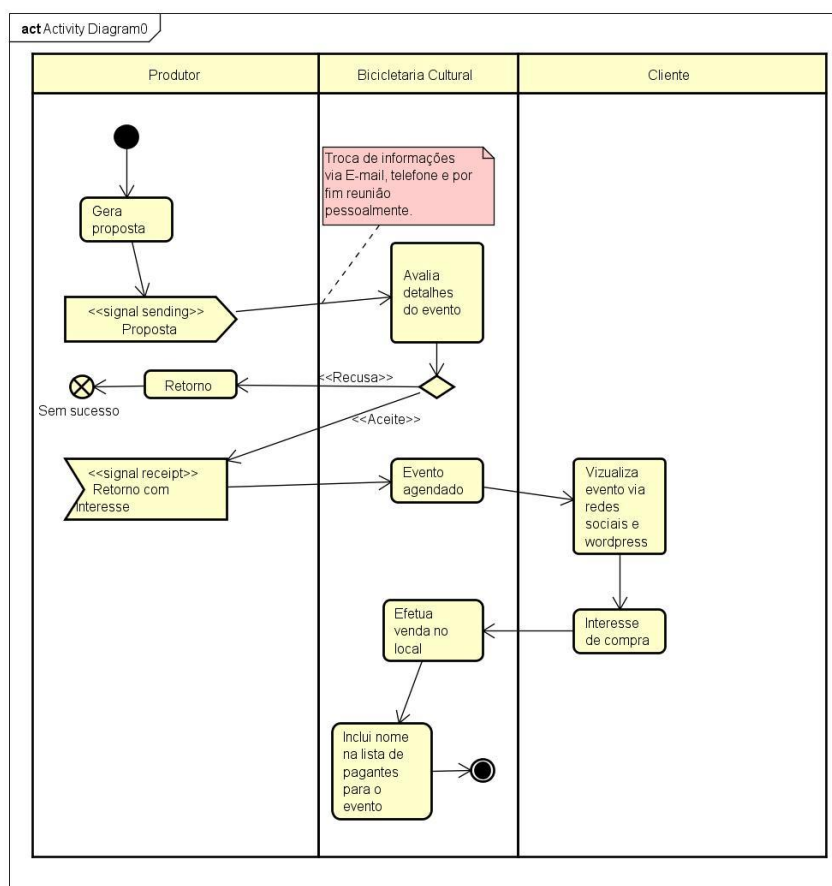 act Activity Diagram0
Produtor
Bicicletaria Cultural
Cliente
Troca de informações
via E-mail, telefone e por
fim reunião
pessoalmente.
Gera
proposta
Avalia
detalhes
do evento
<<signal sending>>
Proposta
<<Recusa>>
Retorno
Sem sucesso
<<Aceite>>
<<signal receipt>>
Retorno com
Interesse
Evento
agendado
Vizualiza
evento via
redes
sociais e
wordpress
Interesse
de compra
Efetua
venda no
local
Inclui nome
na lista de
pagantes
para o
evento